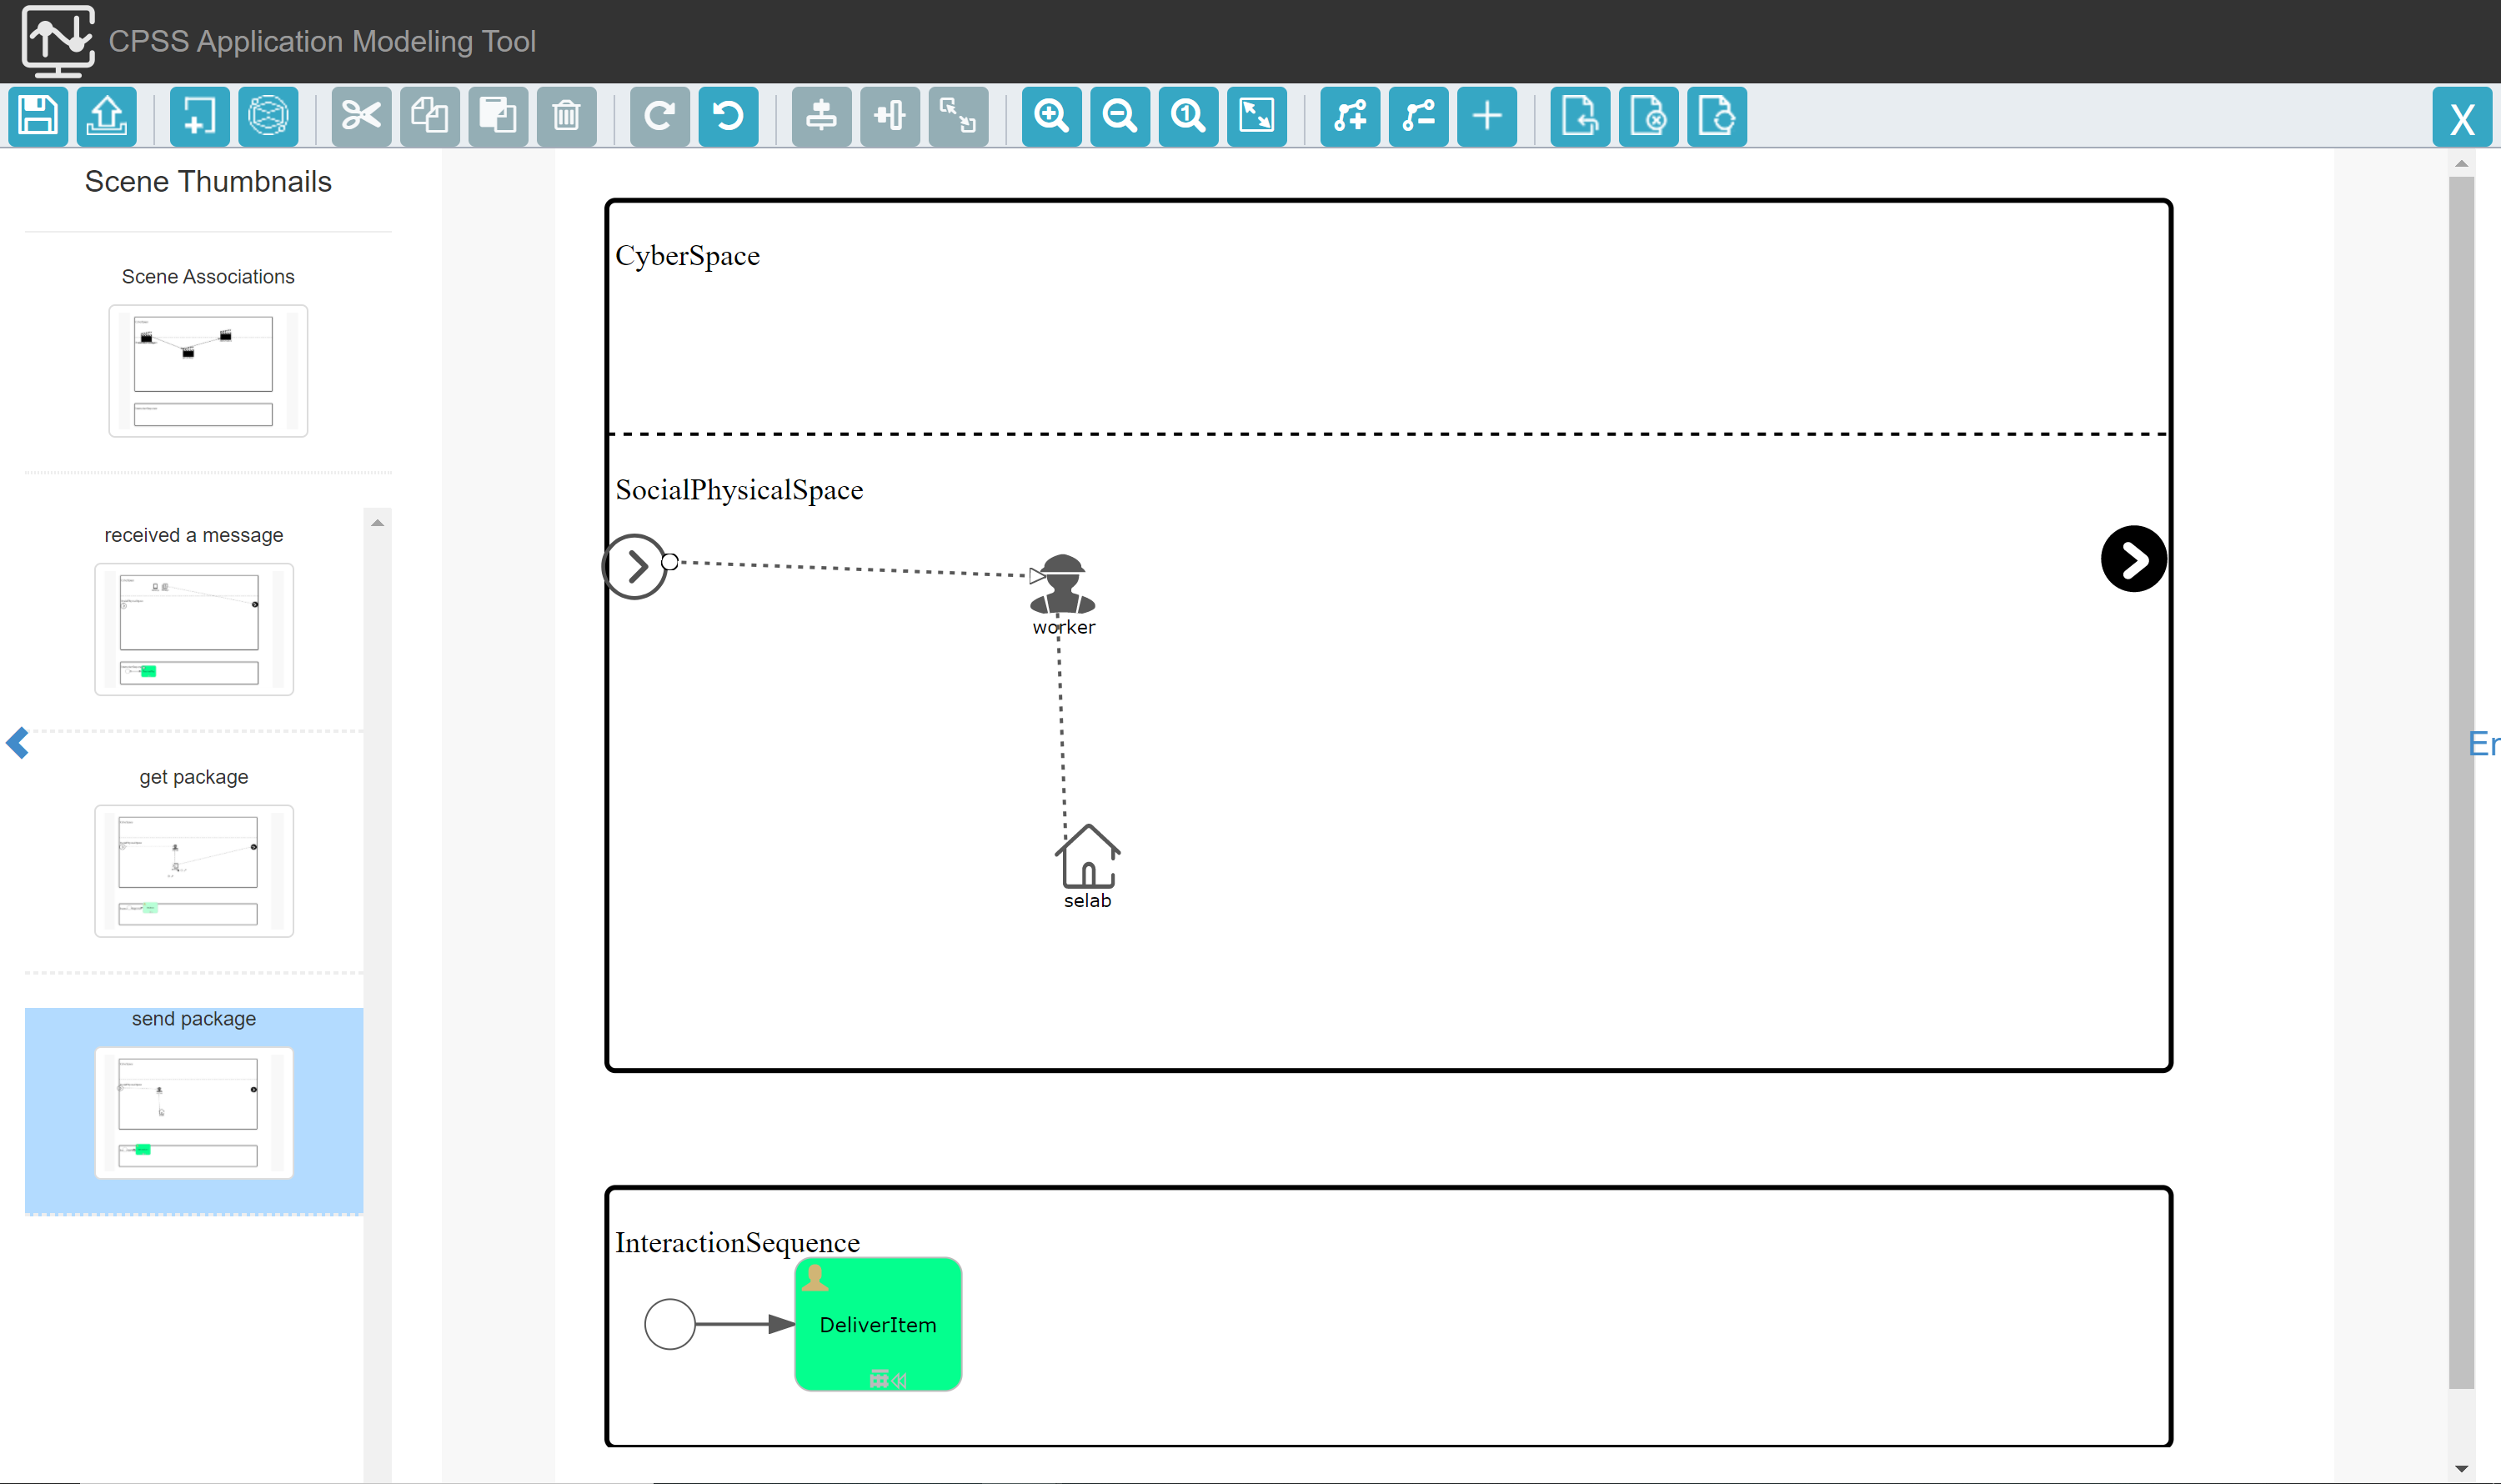 CPSS Application Modeling Tool
X
Scene Thumbnails
Scene Associations
received a message
get package
send package
CyberSpace
SocialPhysicalSpace
worker
selab
InteractionSequence
DeliverItem